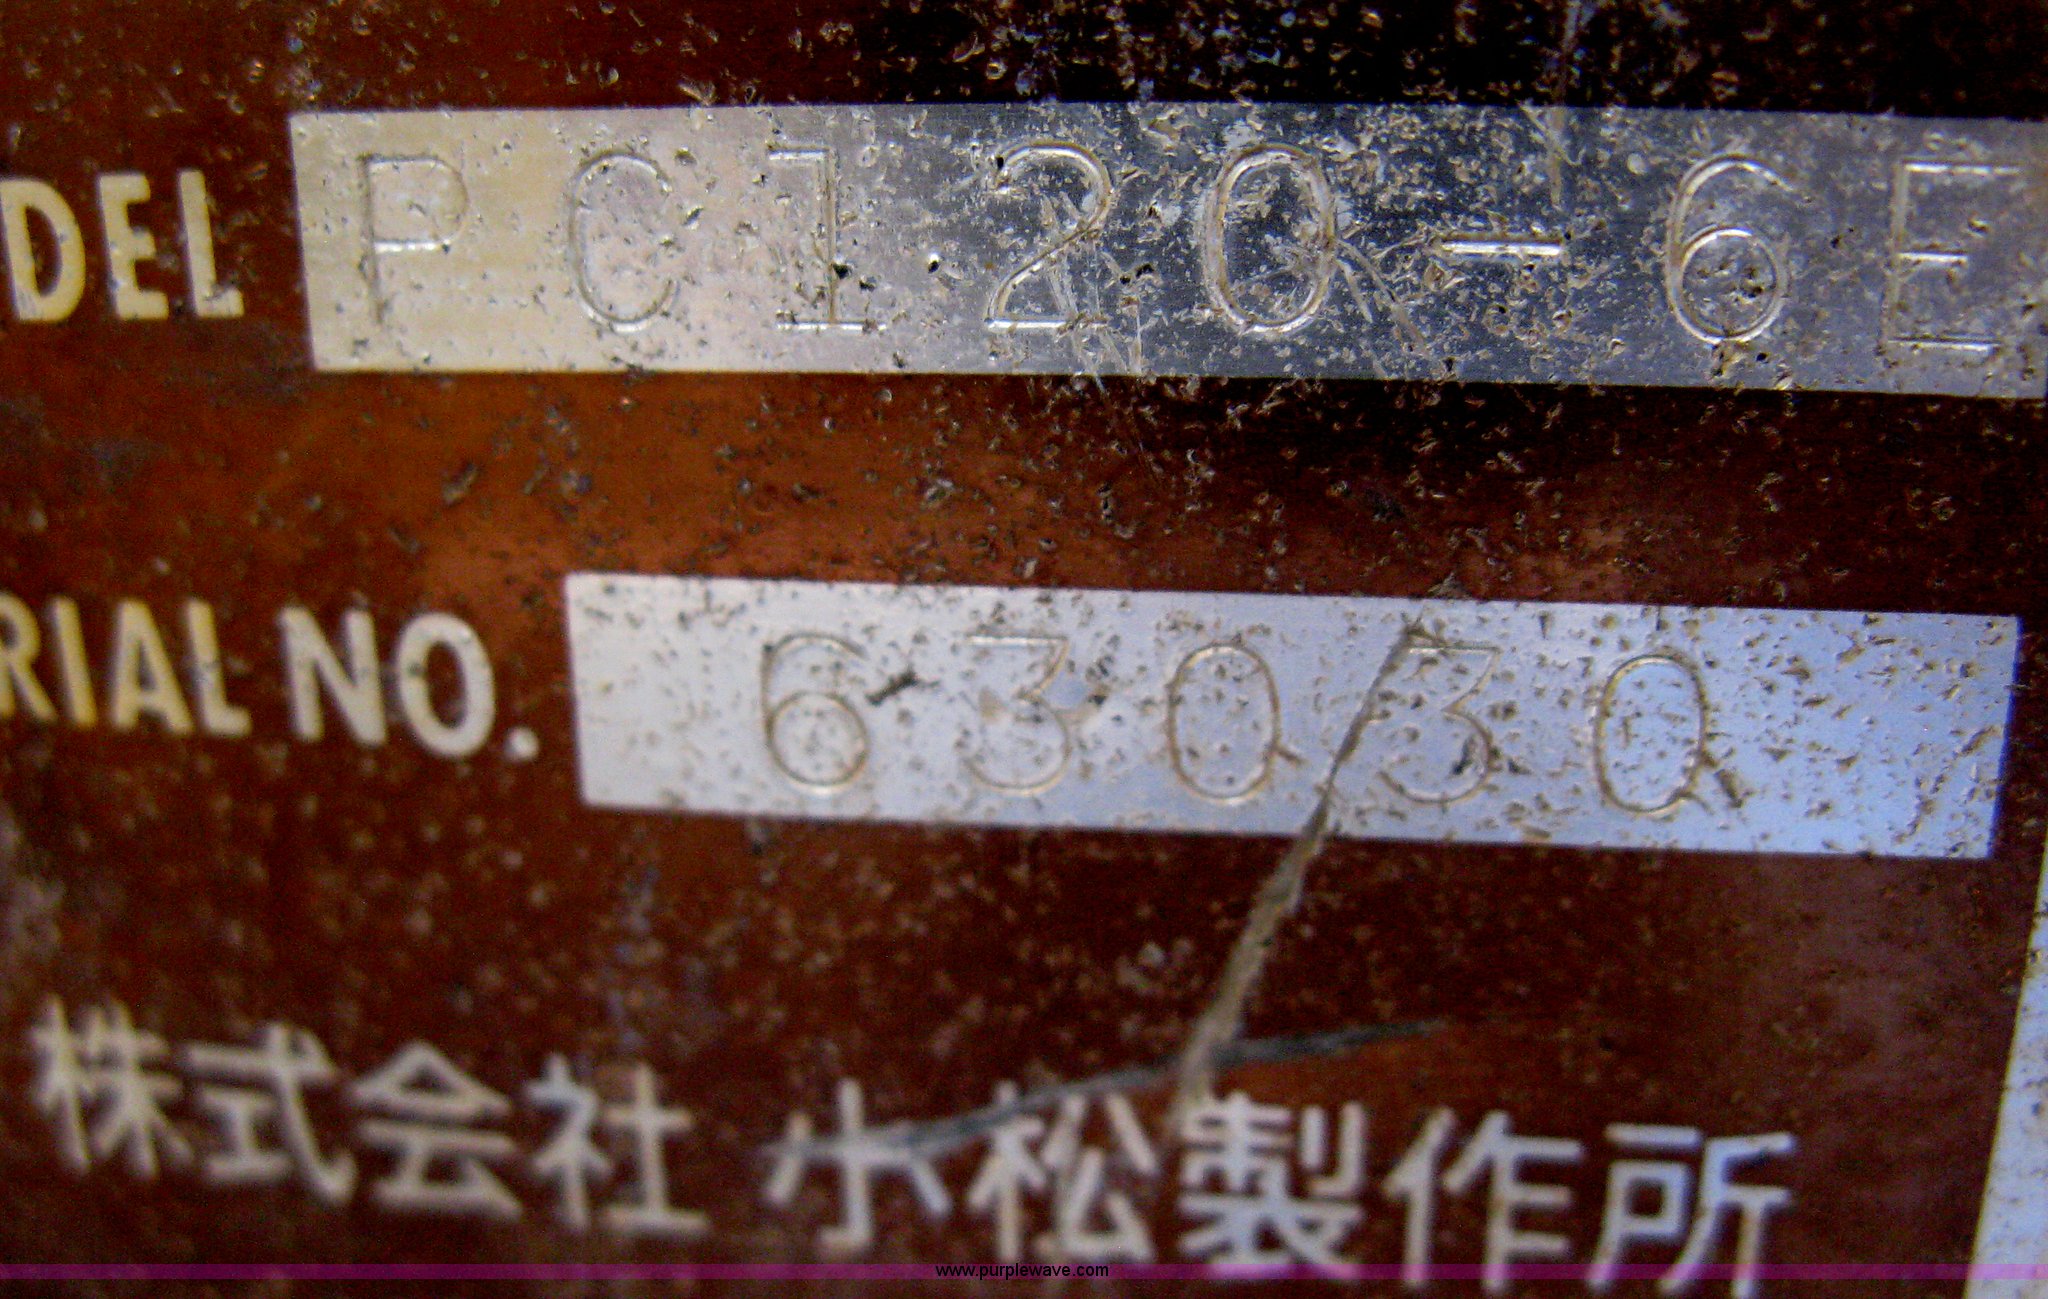 DEL PC120-6E
RIAL NO. 63030
株式会社 小松製作所
www.purplewave.com